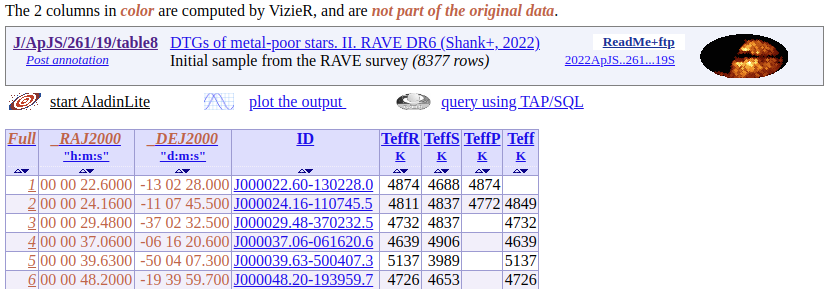 The 2 columns in color are computed by VizieR, and are not part of the original data.
J/ApJS/261/19/table8 DTGs of metal-poor stars. II. RAVE DR6 (Shank+, 2022) ReadMe+ftp
Post annotation Initial sample from the RAVE survey (8377 rows) 2022ApJS..261...19S
start AladinLite plot the output query using TAP/SQL
Full _RAJ2000 _DEJ2000 ID TeffR TeffS TeffP Teff
"h:m:s" "d:m:s" K K K K
1 00 00 22.6000 -13 02 28.000 J000022.60-130228.0 4874 4688 4874
2 00 00 24.1600 -11 07 45.500 J000024.16-110745.5 4811 4837 4772 4849
3 00 00 29.4800 -37 02 32.500 J000029.48-370232.5 4732 4837 4732
4 00 00 37.0600 -06 16 20.600 J000037.06-061620.6 4639 4906 4639
5 00 00 39.6300 -50 04 07.300 J000039.63-500407.3 5137 3989 5137
6 00 00 48.2000 -19 39 59.700 J000048.20-193959.7 4726 4653 4726